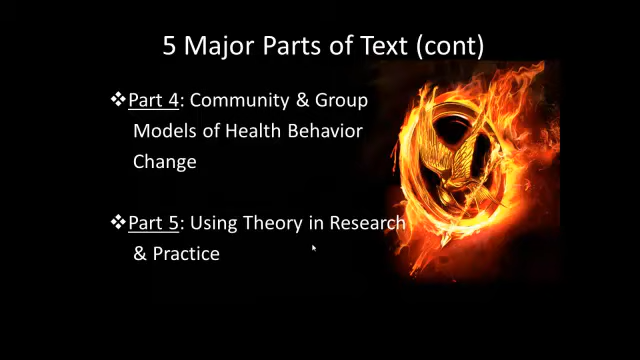 5 Major Parts of Text (cont)
❖Part 4: Community & Group
Models of Health Behavior
Change
❖Part 5: Using Theory in Research
& Practice